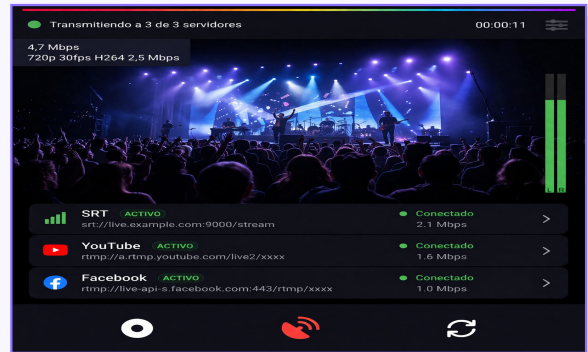 Transmitiendo a 3 de 3 servidores 00:00:11
4,7 Mbps
720p 30fps H264 2,5 Mbps
L R
SRT ACTIVO Conectado
srt://live.example.com:9000/stream 2.1 Mbps
YouTube ACTIVO Conectado
rtmp://a.rtmp.youtube.com/live2/xxxx 1.6 Mbps
Facebook ACTIVO Conectado
rtmp://live-api-s.facebook.com:443/rtmp/xxxx 1.0 Mbps